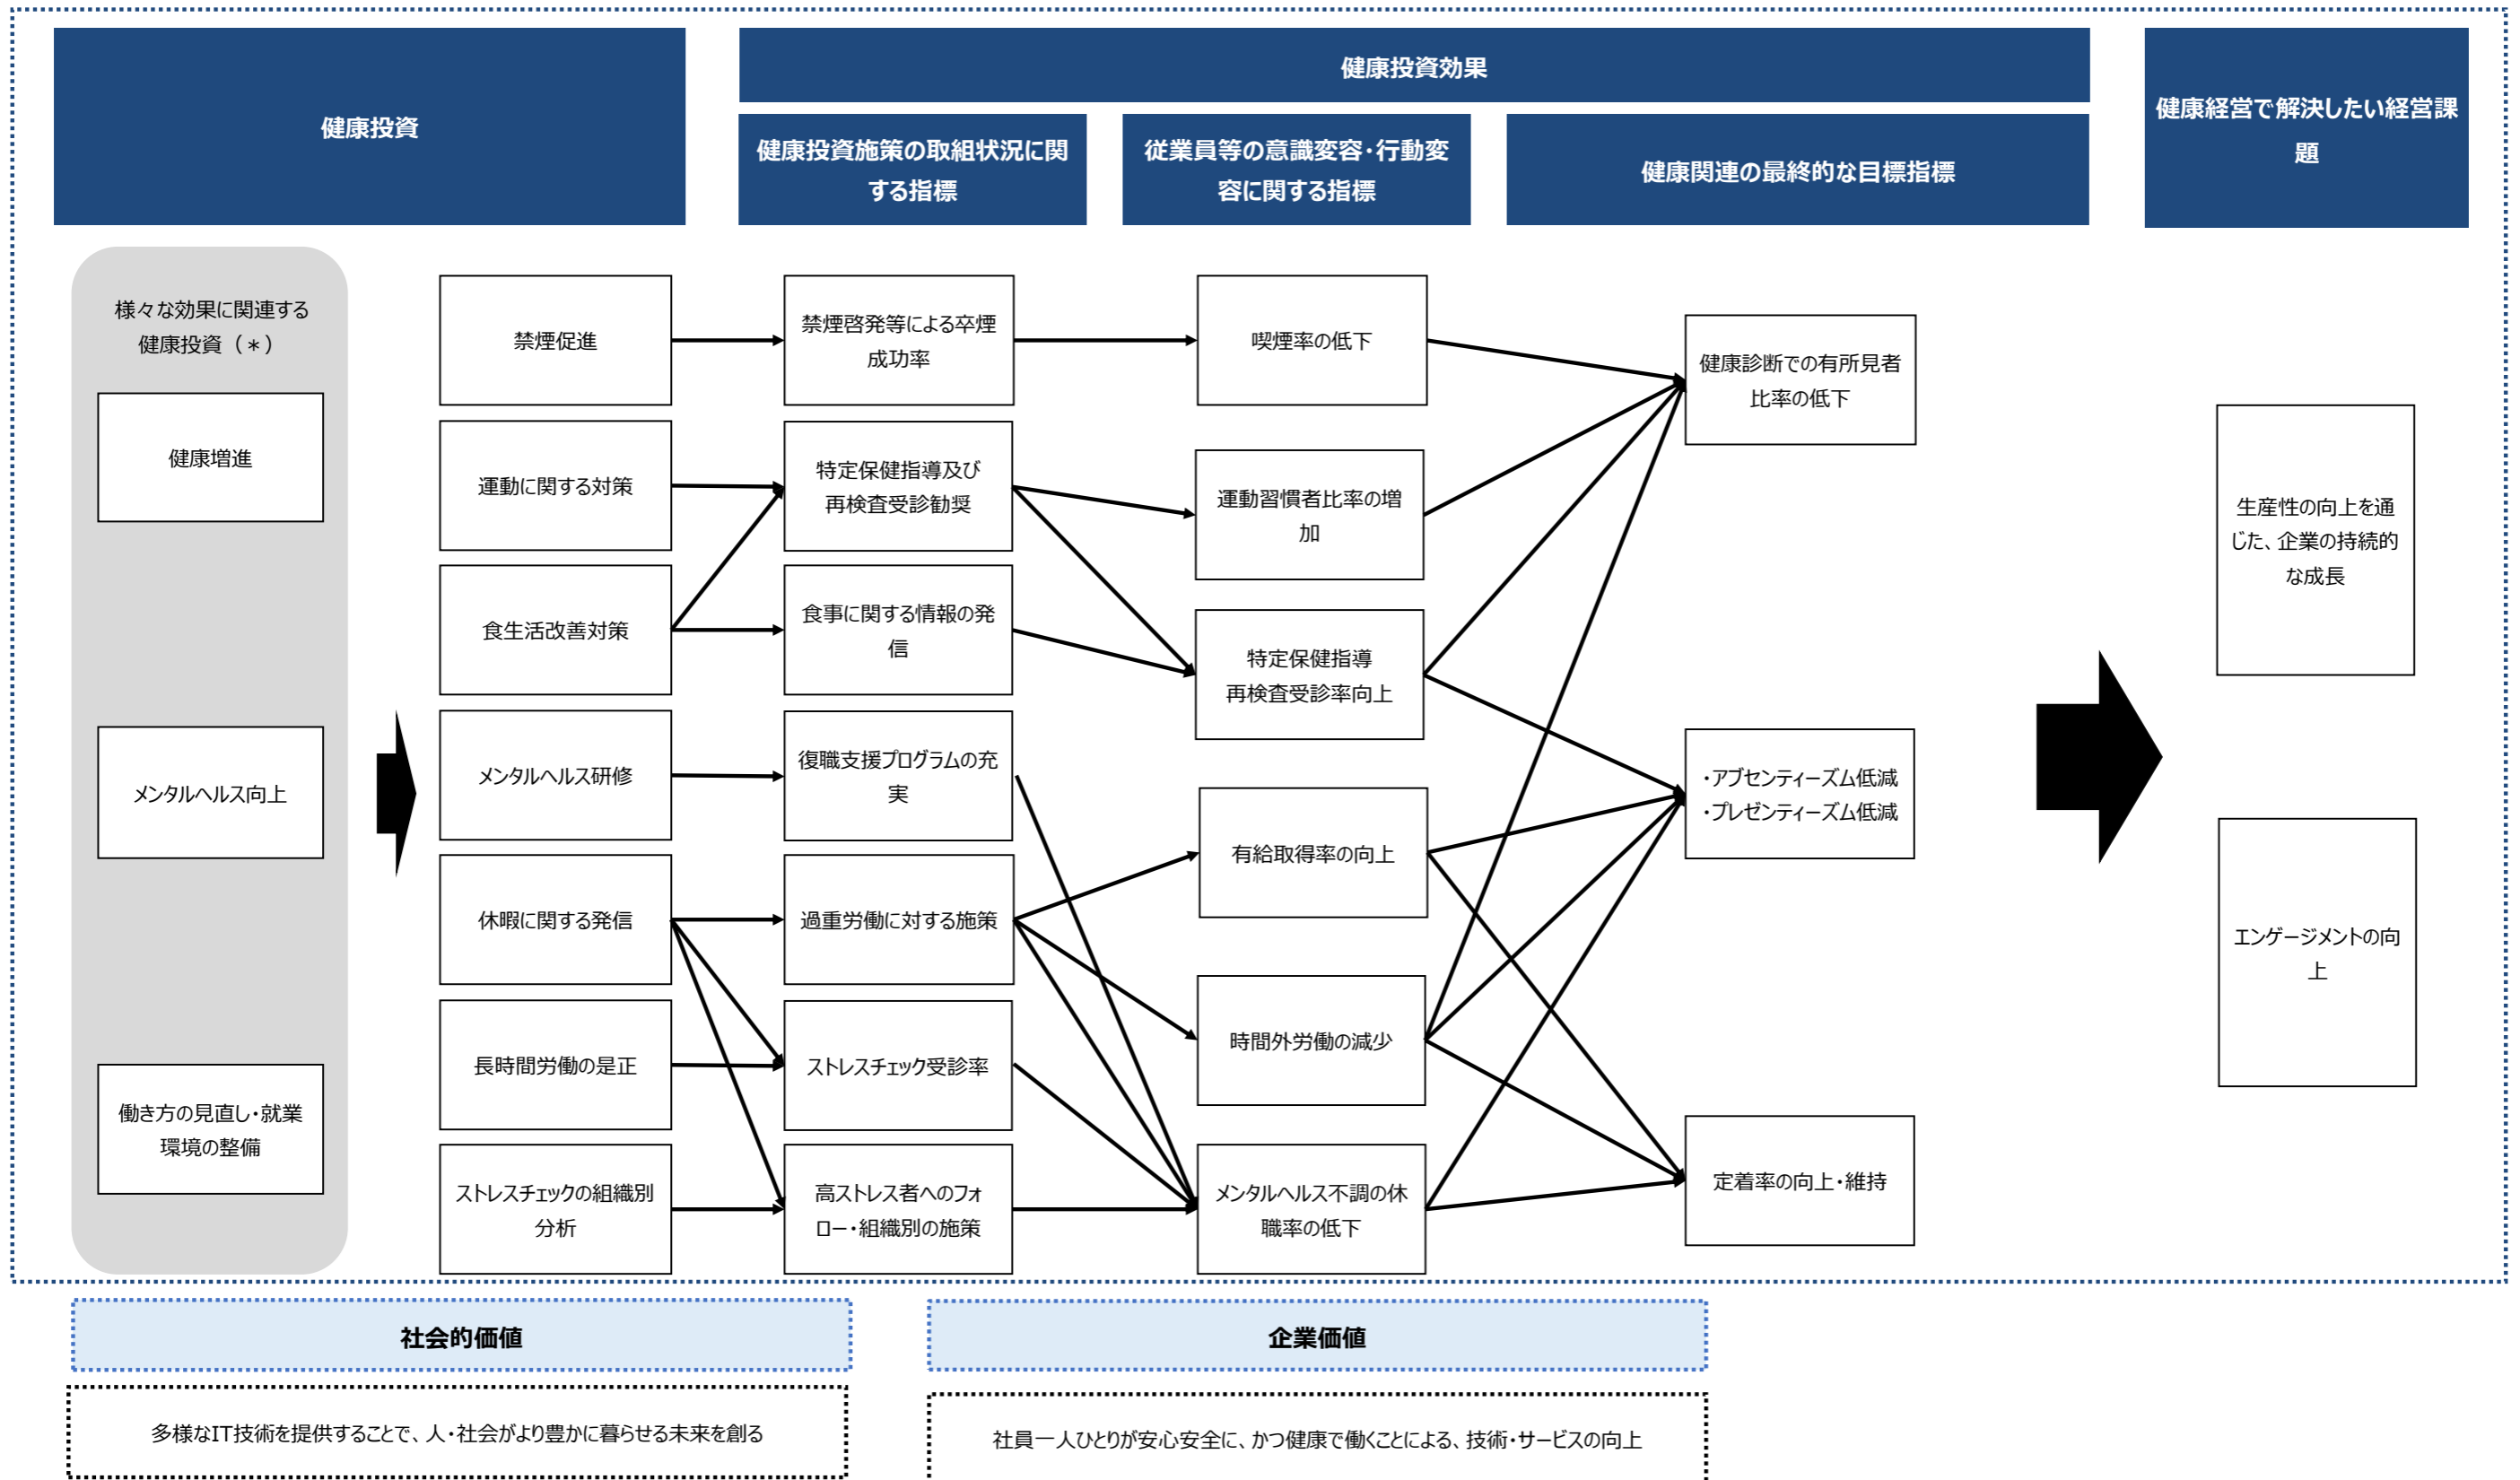 健康投資
健康投資効果
健康経営で解決したい経営課
題
健康投資施策の取組状況に関
する指標
従業員等の意識変容・行動変
容に関する指標
健康関連の最終的な目標指標
様々な効果に関連する
健康投資（＊）
健康増進
メンタルヘルス向上
働き方の見直し・就業
環境の整備
禁煙促進
運動に関する対策
食生活改善対策
メンタルヘルス研修
休暇に関する発信
長時間労働の是正
ストレスチェックの組織別
分析
禁煙啓発等による卒煙
成功率
特定保健指導及び
再検査受診勧奨
食事に関する情報の発
信
復職支援プログラムの充
実
過重労働に対する施策
ストレスチェック受診率
高ストレス者へのフォ
ロー・組織別の施策
喫煙率の低下
運動習慣者比率の増
加
特定保健指導
再検査受診率向上
有給取得率の向上
時間外労働の減少
メンタルヘルス不調の休
職率の低下
健康診断での有所見者
比率の低下
・アブセンティーズム低減
・プレゼンティーズム低減
定着率の向上・維持
生産性の向上を通
じた、企業の持続的
な成長
エンゲージメントの向
上
社会的価値
企業価値
多様なIT技術を提供することで、人・社会がより豊かに暮らせる未来を創る
社員一人ひとりが安心安全に、かつ健康で働くことによる、技術・サービスの向上